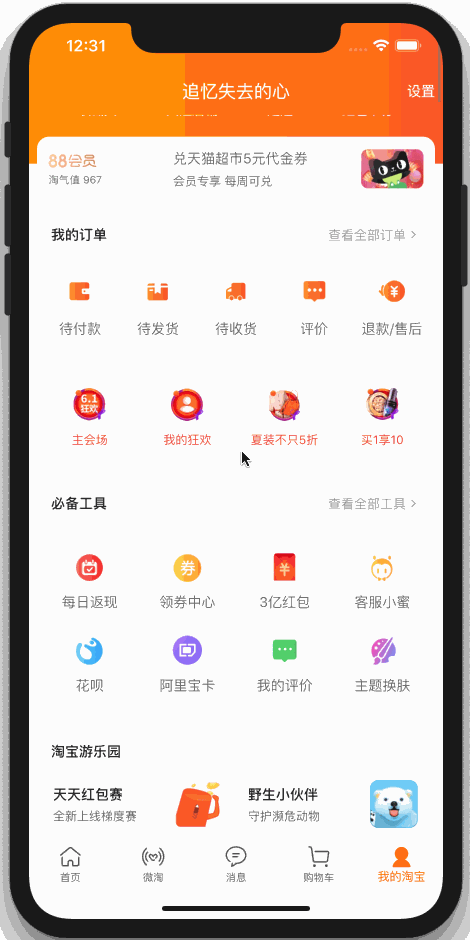 12:31
追忆失去的心
设置
88会员
兑天猫超市5元代金券
淘气值 967
会员专享 每周可兑
我的订单
查看全部订单 >
待付款
待发货
待收货
评价
退款/售后
6.1
狂欢
主会场
我的狂欢
夏装不只5折
买1享10
必备工具
查看全部工具 >
券
每日返现
领券中心
3亿红包
客服小蜜
花呗
阿里宝卡
我的评价
主题换肤
淘宝游乐园
天天红包赛
野生小伙伴
全新上线梯度赛
守护濒危动物
首页
微淘
消息
购物车
我的淘宝